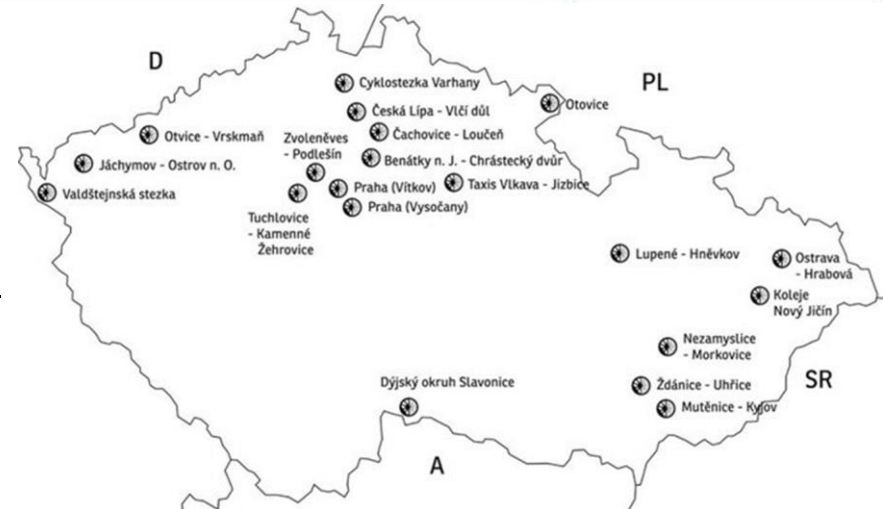 D
PL
Cyklostezka Varhany
Otovice
Česká Lípa - Vlčí důl
Otvice - Vrskmaň
Čachovice - Loučeň
Zvoleněves
- Podlešín
Benátky n. J. - Chrástecký dvůr
Jáchymov - Ostrov n. O.
Praha (Vítkov)
Taxis Vlkava - Jizbice
Valdštejnská stezka
Praha (Vysočany)
Tuchlovice
- Kamenné
Žehrovice
Lupené - Hněvkov
Ostrava
- Hrabová
Koleje
Nový Jičín
Nezamyslice
- Morkovice
SR
Dýjský okruh Slavonice
Ždánice - Uhřice
Mutěnice - Kyjov
A